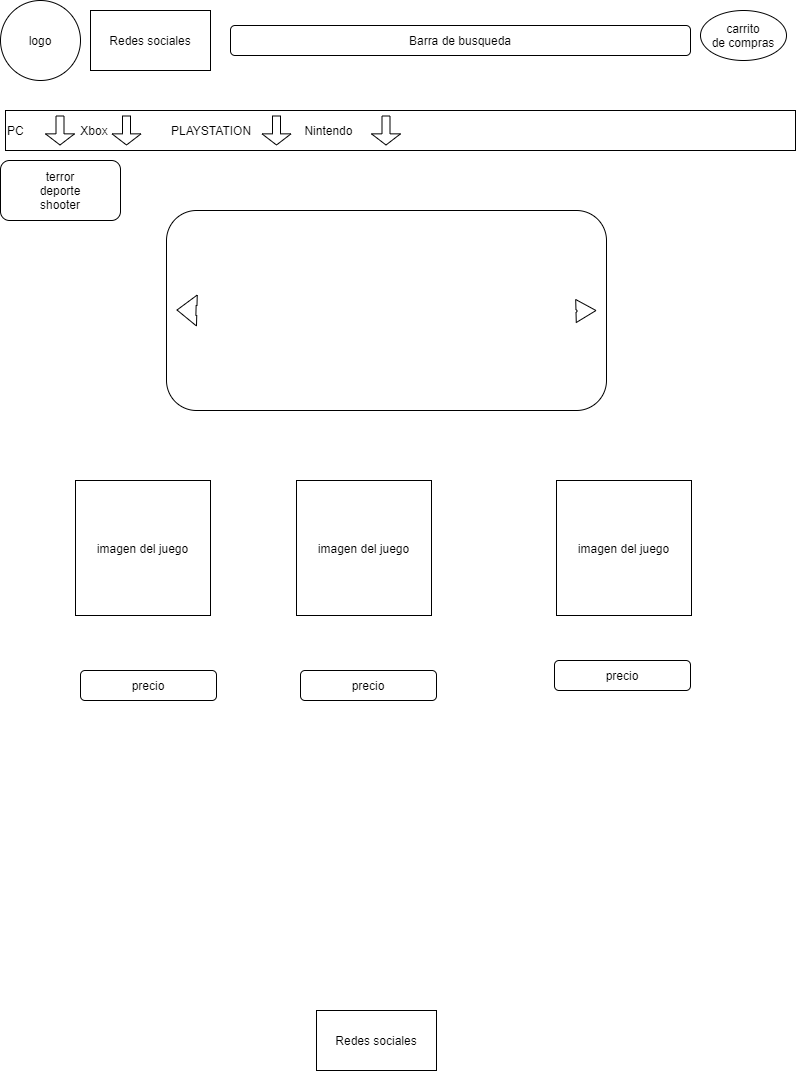 logo
Redes sociales
Barra de busqueda
carrito
de compras
PC
Xbox
PLAYSTATION
Nintendo
terror
deporte
shooter
imagen del juego
imagen del juego
imagen del juego
precio
precio
precio
Redes sociales